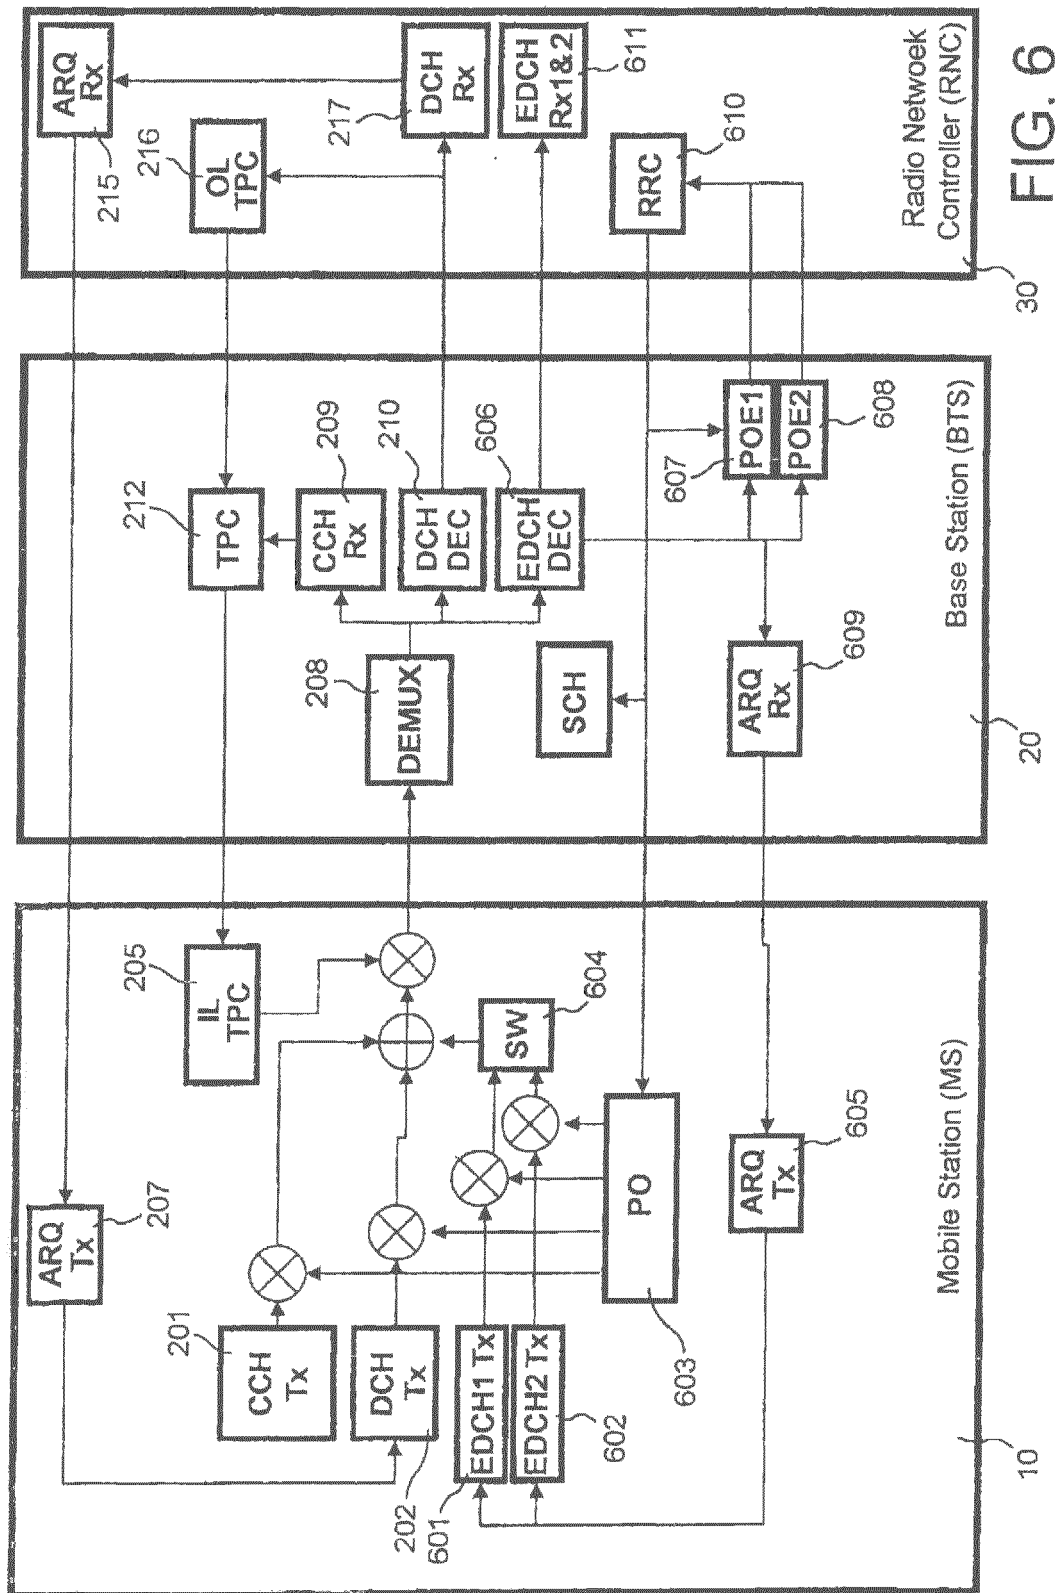 Mobile Station (MS)
10
ARQ
Tx
207
CCH
Tx
201
DCH
Tx
202
EDCH1 Tx
601
EDCH2 Tx
602
PO
603
SW
604
ARQ
Tx
605
IL
TPC
205
Base Station (BTS)
20
TPC
212
DEMUX
208
CCH
Rx
209
DCH
DEC
210
EDCH
DEC
606
SCH
POE1
607
POE2
608
ARQ
Rx
609
Radio Netwoek
Controller (RNC)
30
ARQ
Rx
215
OL
TPC
216
DCH
Rx
217
EDCH
Rx1&2
611
RRC
610
FIG. 6